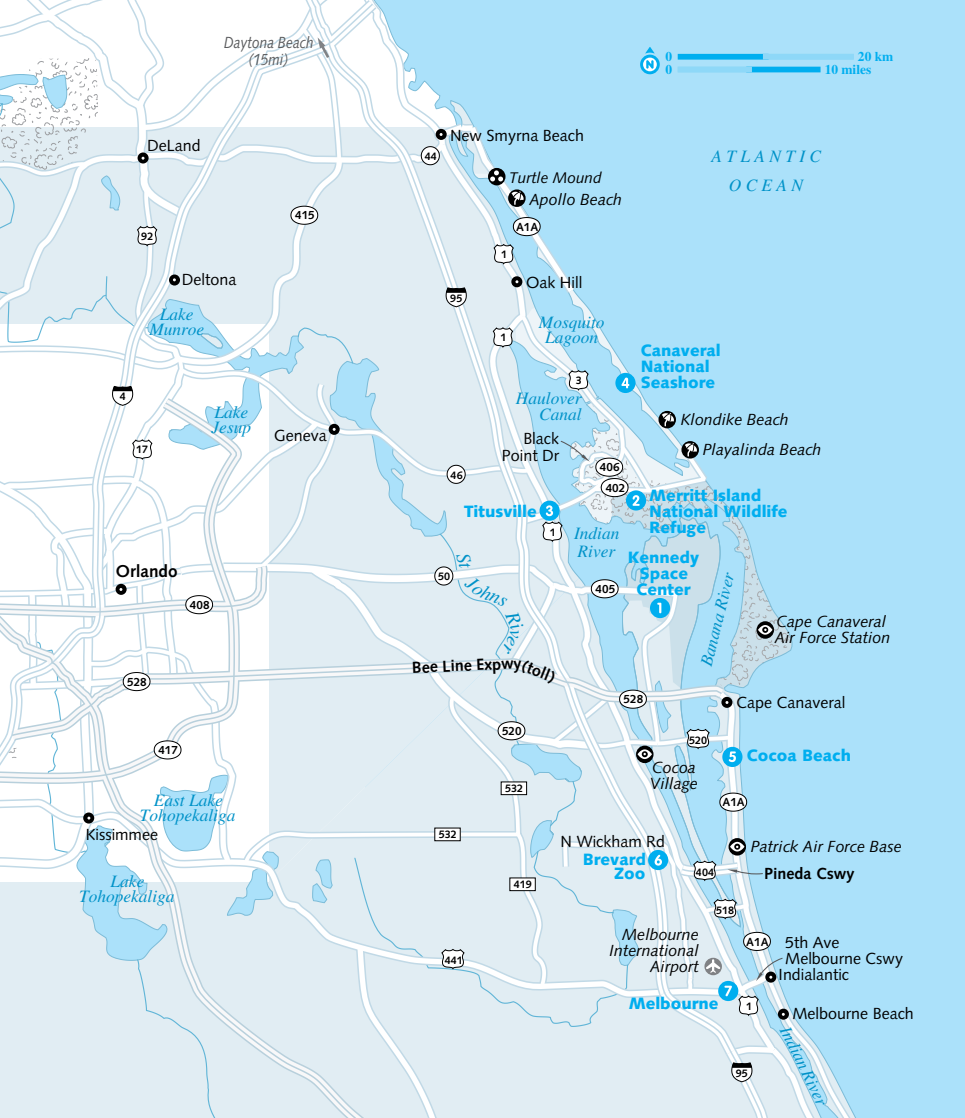 Daytona Beach
(15mi)
N
0 20 km
0 10 miles
New Smyrna Beach
DeLand
44
ATLANTIC
OCEAN
Turtle Mound
Apollo Beach
415
A1A
92
1
Deltona
Oak Hill
95
Lake
Munroe
Mosquito
Lagoon
1
Canaveral
National
Seashore
4
3
4
Haulover
Canal
Lake
Jesup
Klondike Beach
Geneva
Black
Point Dr
17
Playalinda Beach
406
46
402
2
Merritt Island
National Wildlife
Refuge
Titusville
3
1
Indian
River
Kennedy
Space
Center
1
St Johns River
Orlando
50
405
408
Banana River
Cape Canaveral
Air Force Station
Bee Line Expwy(toll)
528
528
Cape Canaveral
520
520
417
5
Cocoa Beach
Cocoa
Village
532
East Lake
Tohopekaliga
A1A
Kissimmee
532
N Wickham Rd
Patrick Air Force Base
Brevard
Zoo
6
404
Pineda Cswy
Lake
Tohopekaliga
419
518
Melbourne
International
Airport
A1A
5th Ave
Melbourne Cswy
441
Indialantic
7
Melbourne
1
Melbourne Beach
Indian River
95